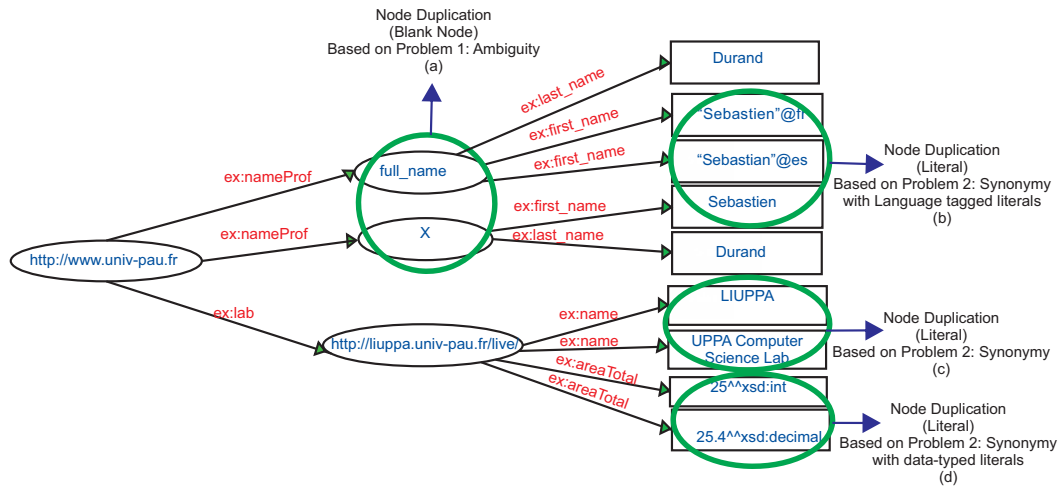 Node Duplication
(Blank Node)
Based on Problem 1: Ambiguity
(a)
Durand
ex:last_name
"Sebastien"@fr
ex:first_name
"Sebastian"@es
ex:first_name
full_name
ex:nameProf
Node Duplication
(Literal)
Based on Problem 2: Synonymy
with Language tagged literals
(b)
Sebastien
ex:first_name
X
ex:nameProf
ex:last_name
Durand
http://www.univ-pau.fr
ex:lab
LIUPPA
ex:name
http://liuppa.univ-pau.fr/live/
ex:name
UPPA Computer
Science Lab
Node Duplication
(Literal)
Based on Problem 2: Synonymy
(c)
ex:areaTotal
25^^xsd:int
ex:areaTotal
25.4^^xsd:decimal
Node Duplication
(Literal)
Based on Problem 2: Synonymy
with data-typed literals
(d)